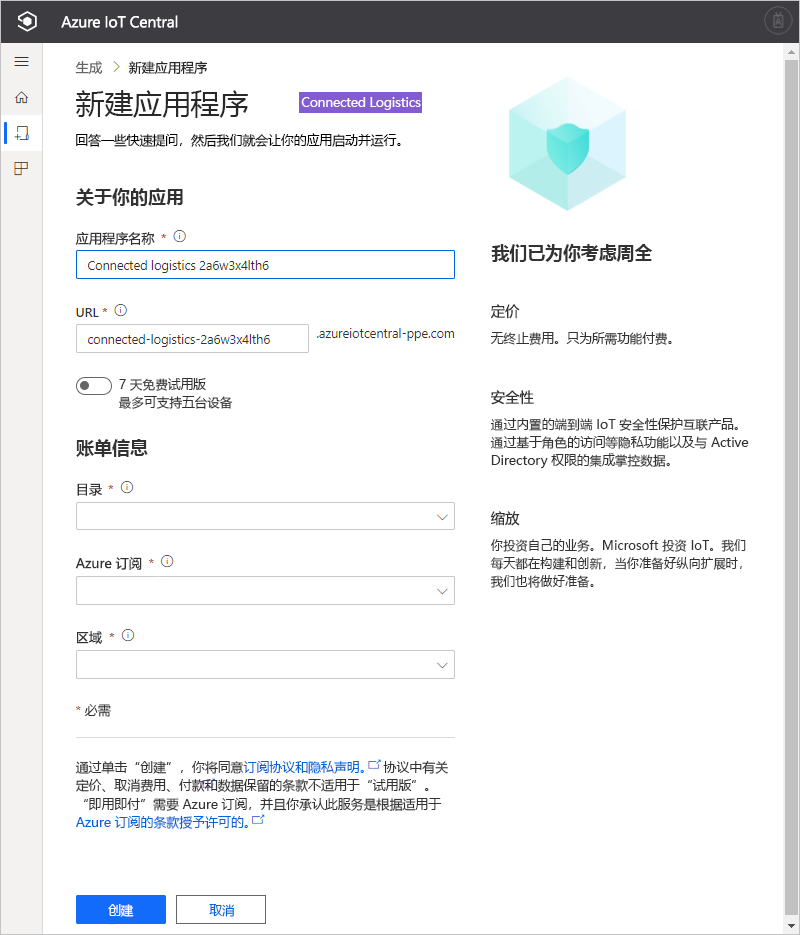 Azure IoT Central
生成 > 新建应用程序
新建应用程序
Connected Logistics
回答一些快速提问，然后我们就会让你的应用启动并运行。
关于你的应用
应用程序名称 *
Connected logistics 2a6w3x4lth6
URL *
connected-logistics-2a6w3x4lth6
.azureiotcentral-ppe.com
7 天免费试用版
最多可支持五台设备
账单信息
目录 *
Azure 订阅 *
区域 *
* 必需
通过单击“创建”，你将同意订阅协议和隐私声明。协议中有关
定价、取消费用、付款和数据保留的条款不适用于“试用版”。
“即用即付”需要 Azure 订阅，并且你承认此服务是根据适用于
Azure 订阅的条款授予许可的。
创建
取消
我们已为你考虑周全
定价
无终止费用。只为所需功能付费。
安全性
通过内置的端到端 IoT 安全性保护互联产品。
通过基于角色的访问等隐私功能以及与 Active
Directory 权限的集成掌控数据。
缩放
你投资自己的业务。Microsoft 投资 IoT。我们
每天都在构建和创新，当你准备好纵向扩展时，
我们也将做好准备。